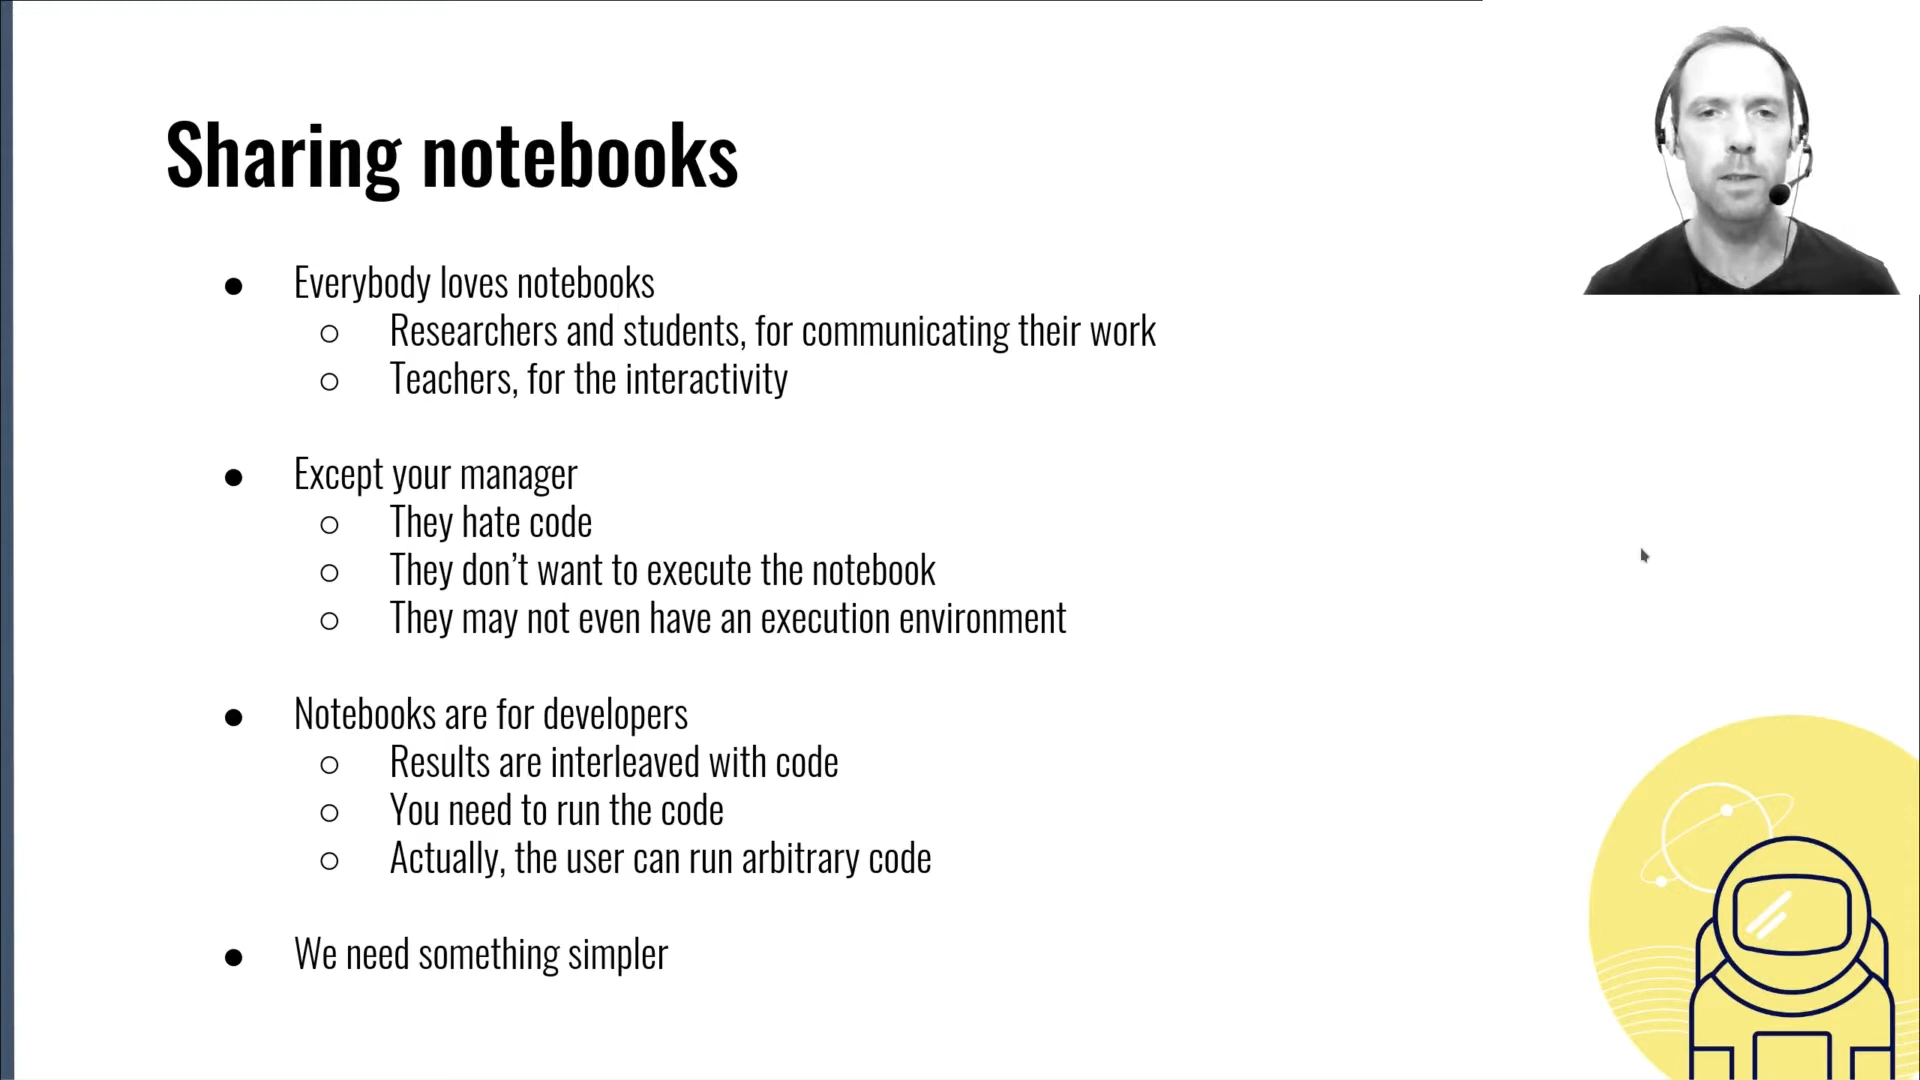 Sharing notebooks
● Everybody loves notebooks
○ Researchers and students, for communicating their work
○ Teachers, for the interactivity
● Except your manager
○ They hate code
○ They don’t want to execute the notebook
○ They may not even have an execution environment
● Notebooks are for developers
○ Results are interleaved with code
○ You need to run the code
○ Actually, the user can run arbitrary code
● We need something simpler